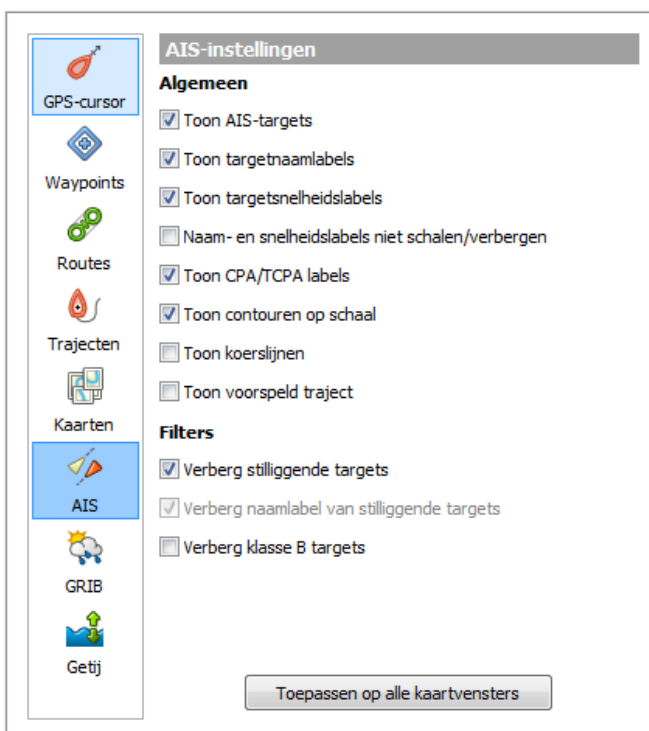 GPS-cursor
Waypoints
Routes
Trajecten
Kaarten
AIS
GRIB
Getij
AIS-instellingen
Algemeen
Toon AIS-targets
Toon targetnaamlabels
Toon targetsnelheidslabels
Naam- en snelheidslabels niet schalen/verbergen
Toon CPA/TCPA labels
Toon contouren op schaal
Toon koerslijnen
Toon voorspeld traject
Filters
Verberg stilliggende targets
Verberg naamlabel van stilliggende targets
Verberg klasse B targets
Toepassen op alle kaartvensters